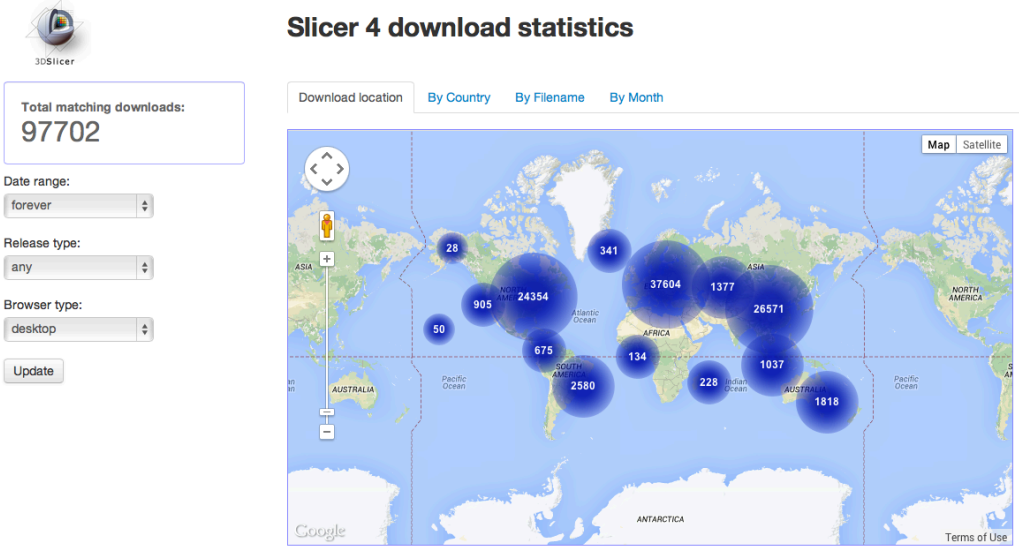 3DSlicer
Slicer 4 download statistics
Total matching downloads:
97702
Date range:
forever
Release type:
any
Browser type:
desktop
Update
Download location By Country By Filename By Month
Map Satellite
28
341
ASIA
ASIA
37604
1377
NORTH
AMERICA
905
24354
26571
Atlantic
Ocean
50
AFRICA
675
134
1037
SOUTH
AMERICA
2580
228
Indian
Ocean
Pacific
Ocean
Pacific
Ocean
AUSTRALIA
AUSTRALIA
1818
ANTARCTICA
Google
Terms of Use